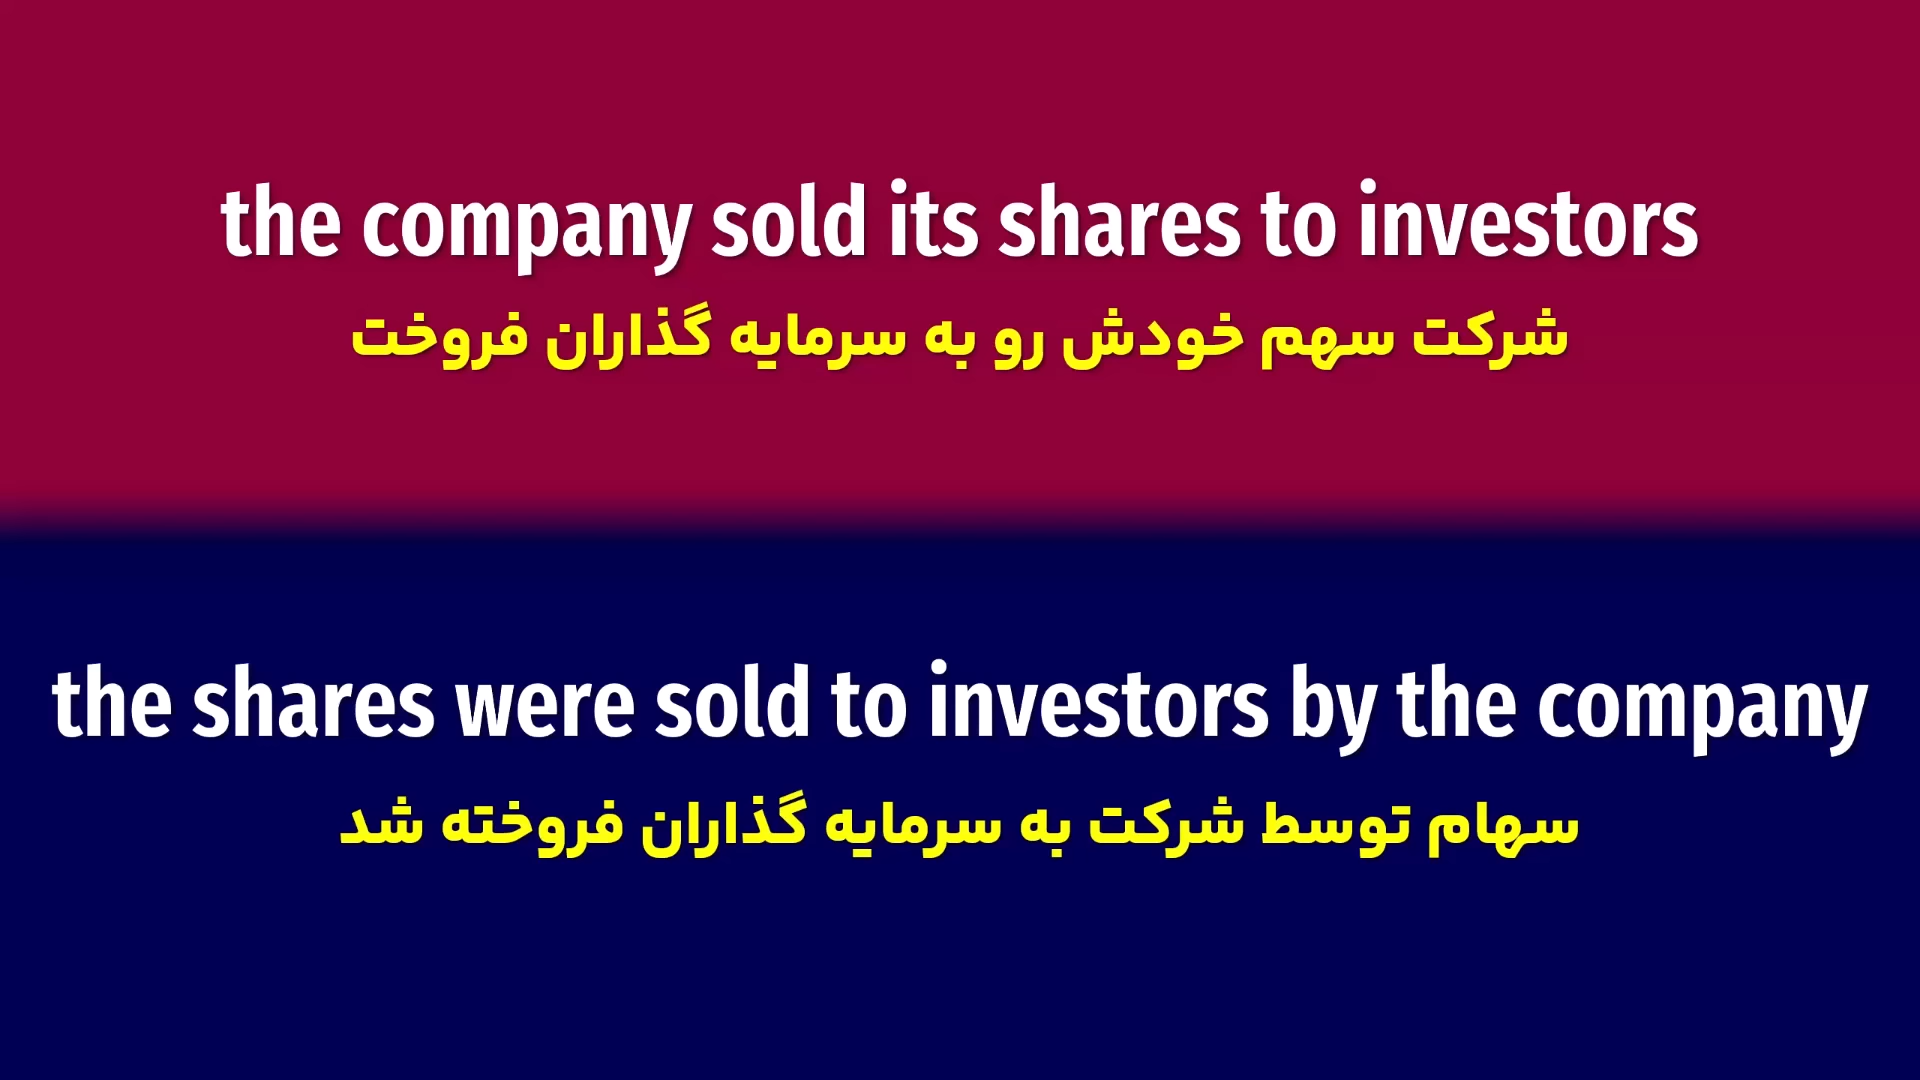 the company sold its shares to investors
شرکت سهم خودش رو به سرمایه گذاران فروخت
the shares were sold to investors by the company
سهام توسط شرکت به سرمایه گذاران فروخته شد